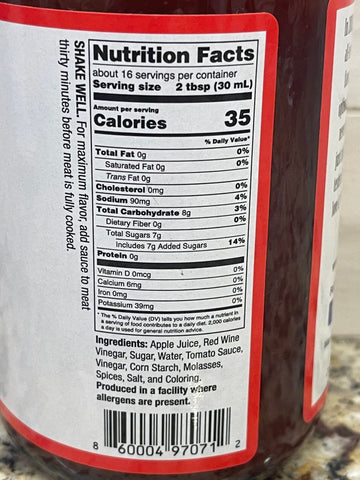 SHAKE WELL. For maximum flavor, add sauce to meat
thirty minutes before meat is fully cooked.
Nutrition Facts
about 16 servings per container
Serving size 2 tbsp (30 mL)
Amount per serving
Calories 35
% Daily Value*
Total Fat 0g 0%
Saturated Fat 0g 0%
Trans Fat 0g
Cholesterol 0mg 0%
Sodium 90mg 4%
Total Carbohydrate 8g 3%
Dietary Fiber 0g 0%
Total Sugars 7g
Includes 7g Added Sugars 14%
Protein 0g
Vitamin D 0mcg 0%
Calcium 6mg 0%
Iron 0mg 0%
Potassium 39mg 0%
* The % Daily Value (DV) tells you how much a nutrient in
a serving of food contributes to a daily diet. 2,000 calories
a day is used for general nutrition advice.
Ingredients: Apple Juice, Red Wine
Vinegar, Sugar, Water, Tomato Sauce,
Vinegar, Corn Starch, Molasses,
Spices, Salt, and Coloring.
Produced in a facility where
allergens are present.
8 60004 97071 2